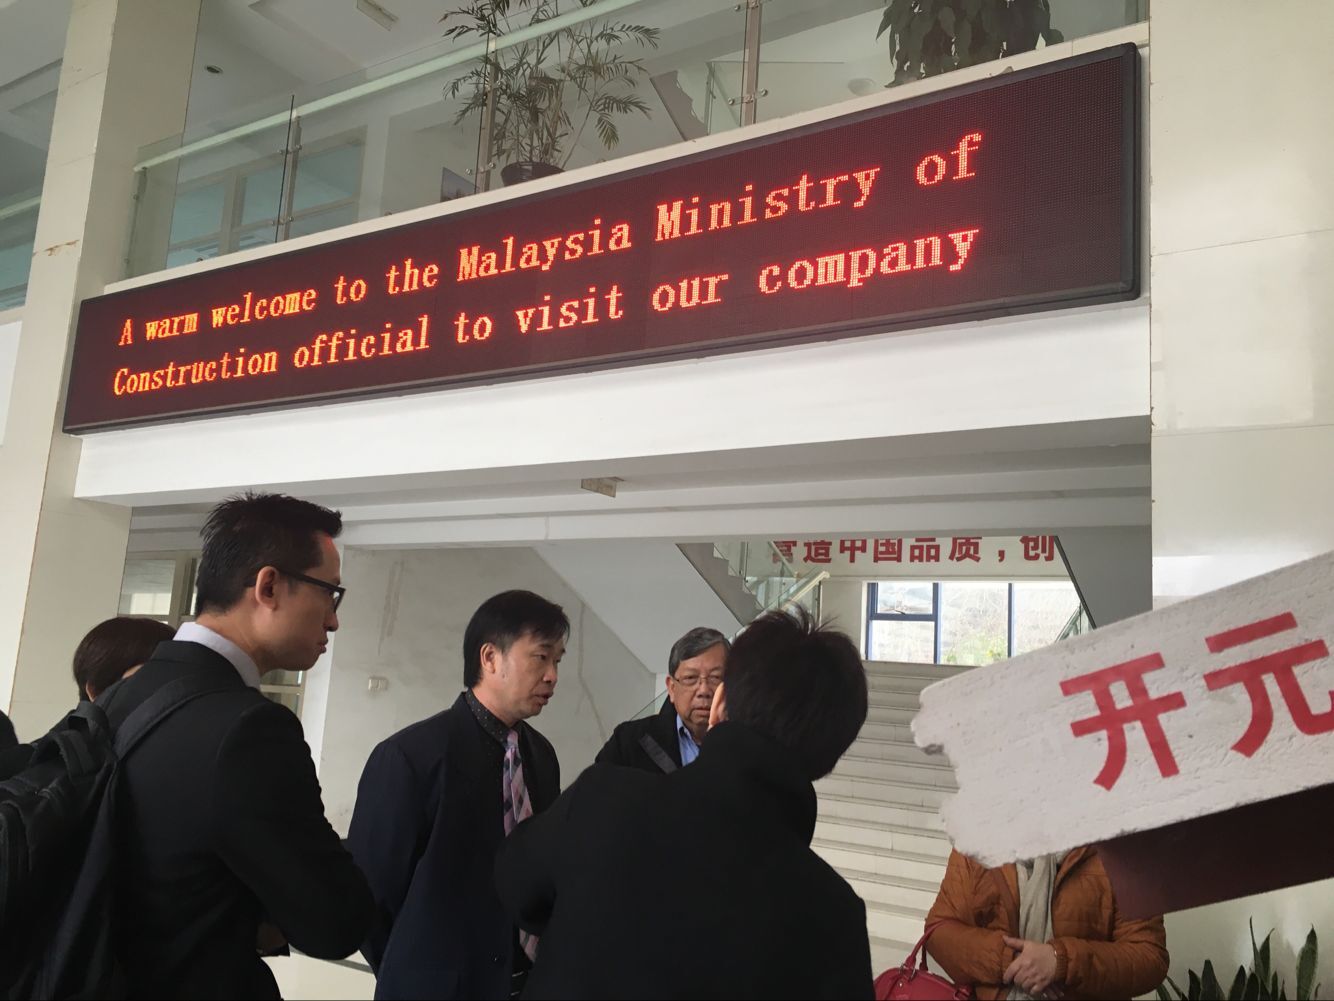 A warm welcome to the Malaysia Ministry of
Construction official to visit our company
营造中国品质，创
开元